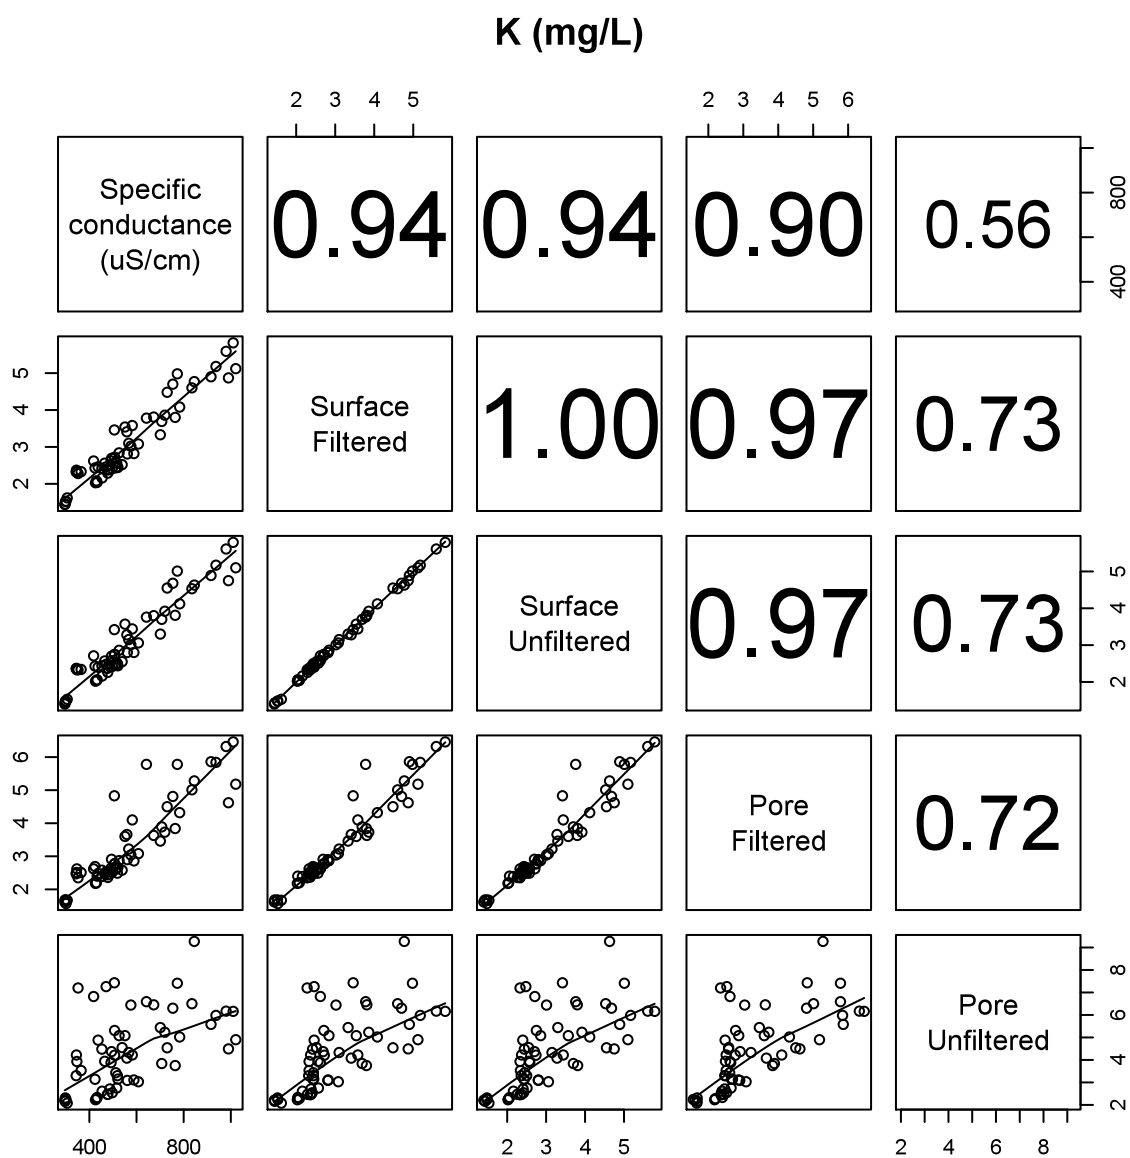 K (mg/L)
2 3 4 5
2 3 4 5 6
Specific
conductance
(uS/cm)
0.94
0.94
0.90
0.56
800
400
5
4
3
2
Surface
Filtered
1.00
0.97
0.73
Surface
Unfiltered
0.97
0.73
5
4
3
2
6
5
4
3
2
Pore
Filtered
0.72
Pore
Unfiltered
8
6
4
2
400 800
2 3 4 5
2 4 6 8